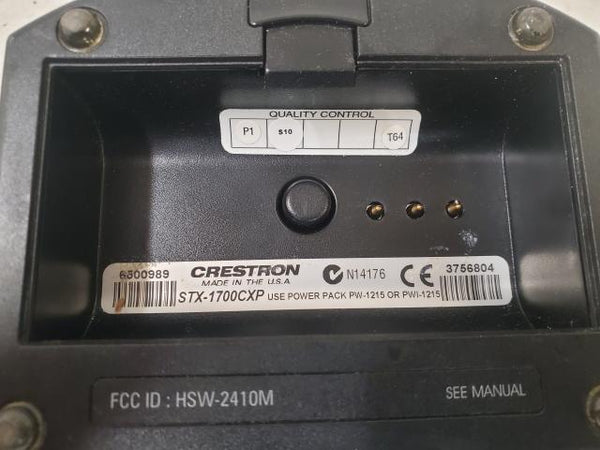 QUALITY CONTROL
P1 S10 T64
6500989 CRESTRON N14176 CE 3756804
MADE IN THE U.S.A
STX-1700CXP USE POWER PACK PW-1215 OR PWI-1215
FCC ID : HSW-2410M SEE MANUAL